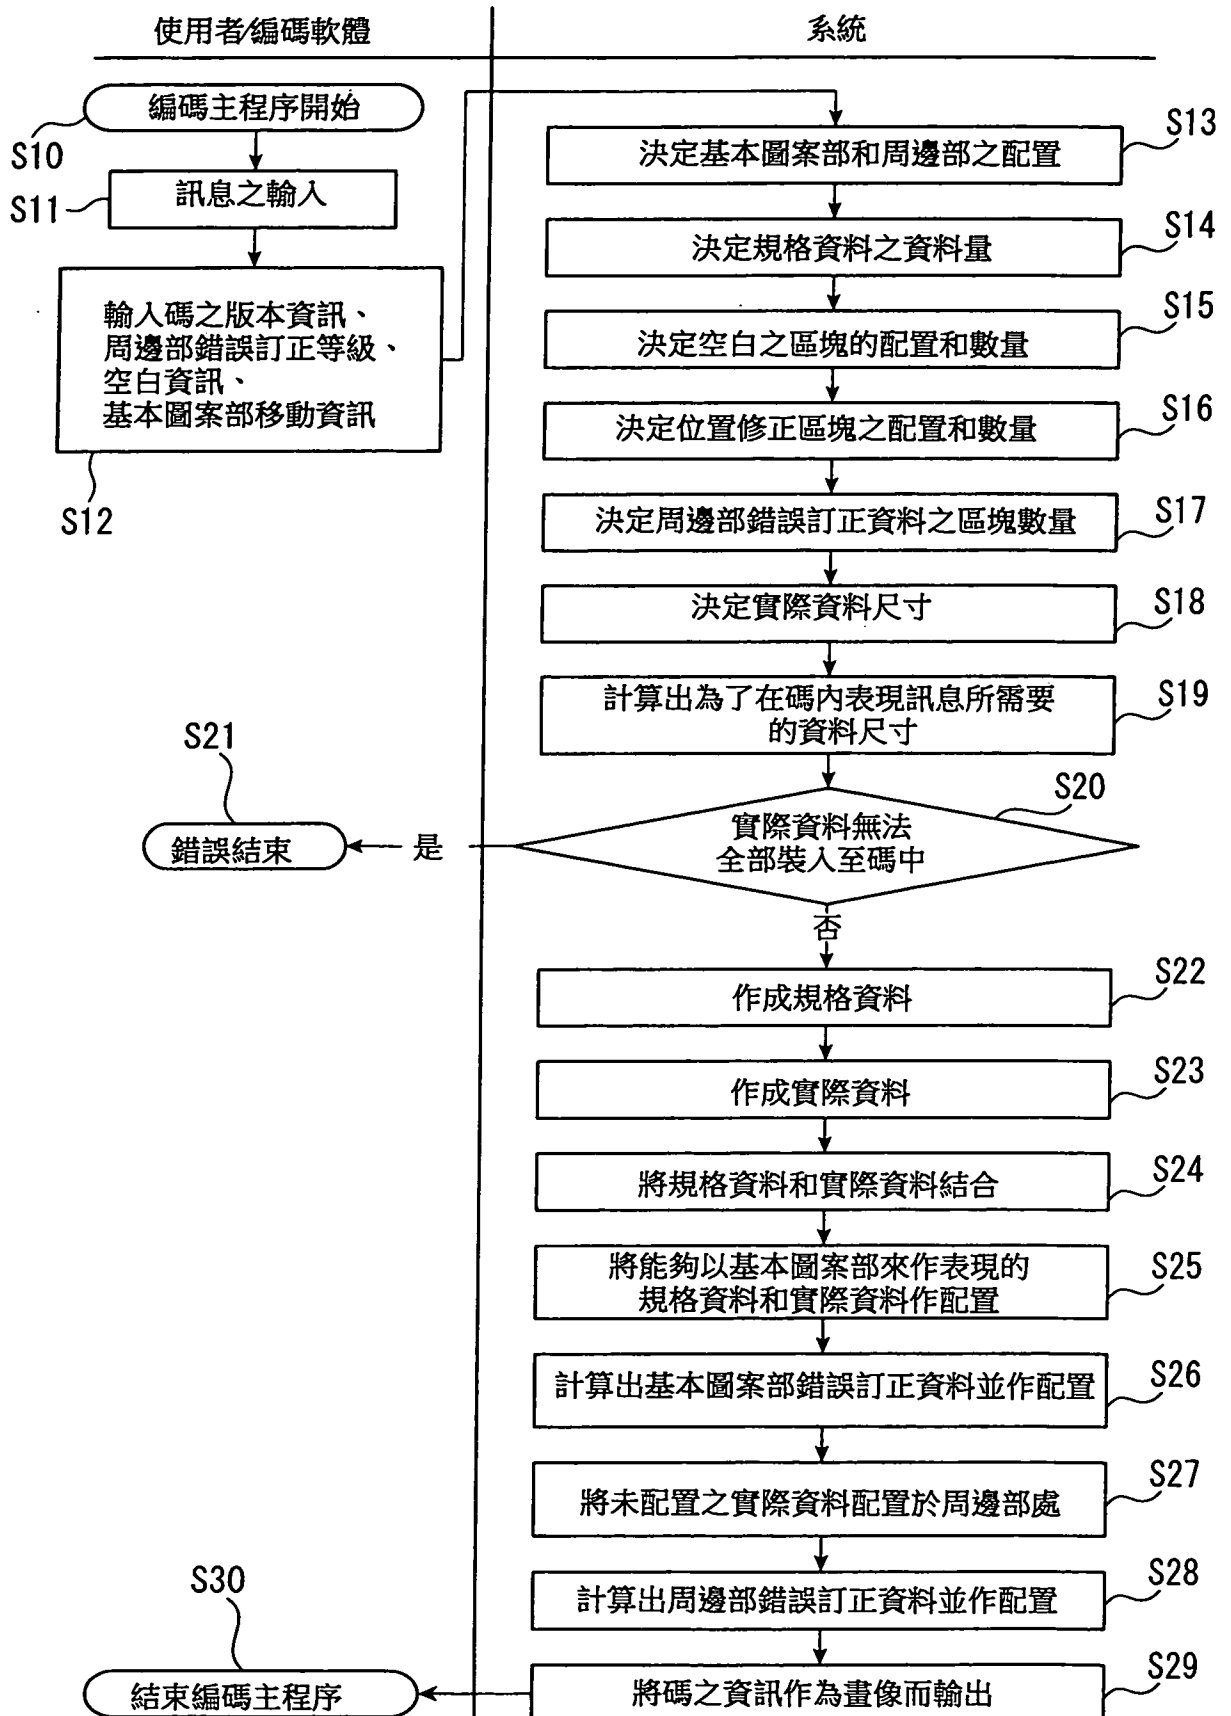 使用者/編碼軟體
系統
編碼主程序開始
S10
訊息之輸入
S11
輸入碼之版本資訊、
周邊部錯誤訂正等級、
空白資訊、
基本圖案部移動資訊
S12
決定基本圖案部和周邊部之配置
S13
決定規格資料之資料量
S14
決定空白之區塊的配置和數量
S15
決定位置修正區塊之配置和數量
S16
決定周邊部錯誤訂正資料之區塊數量
S17
決定實際資料尺寸
S18
計算出為了在碼內表現訊息所需要
的資料尺寸
S19
實際資料無法
全部裝入至碼中
S20
是
錯誤結束
S21
否
作成規格資料
S22
作成實際資料
S23
將規格資料和實際資料結合
S24
將能夠以基本圖案部來作表現的
規格資料和實際資料作配置
S25
計算出基本圖案部錯誤訂正資料並作配置
S26
將未配置之實際資料配置於周邊部處
S27
計算出周邊部錯誤訂正資料並作配置
S28
將碼之資訊作為畫像而輸出
S29
結束編碼主程序
S30